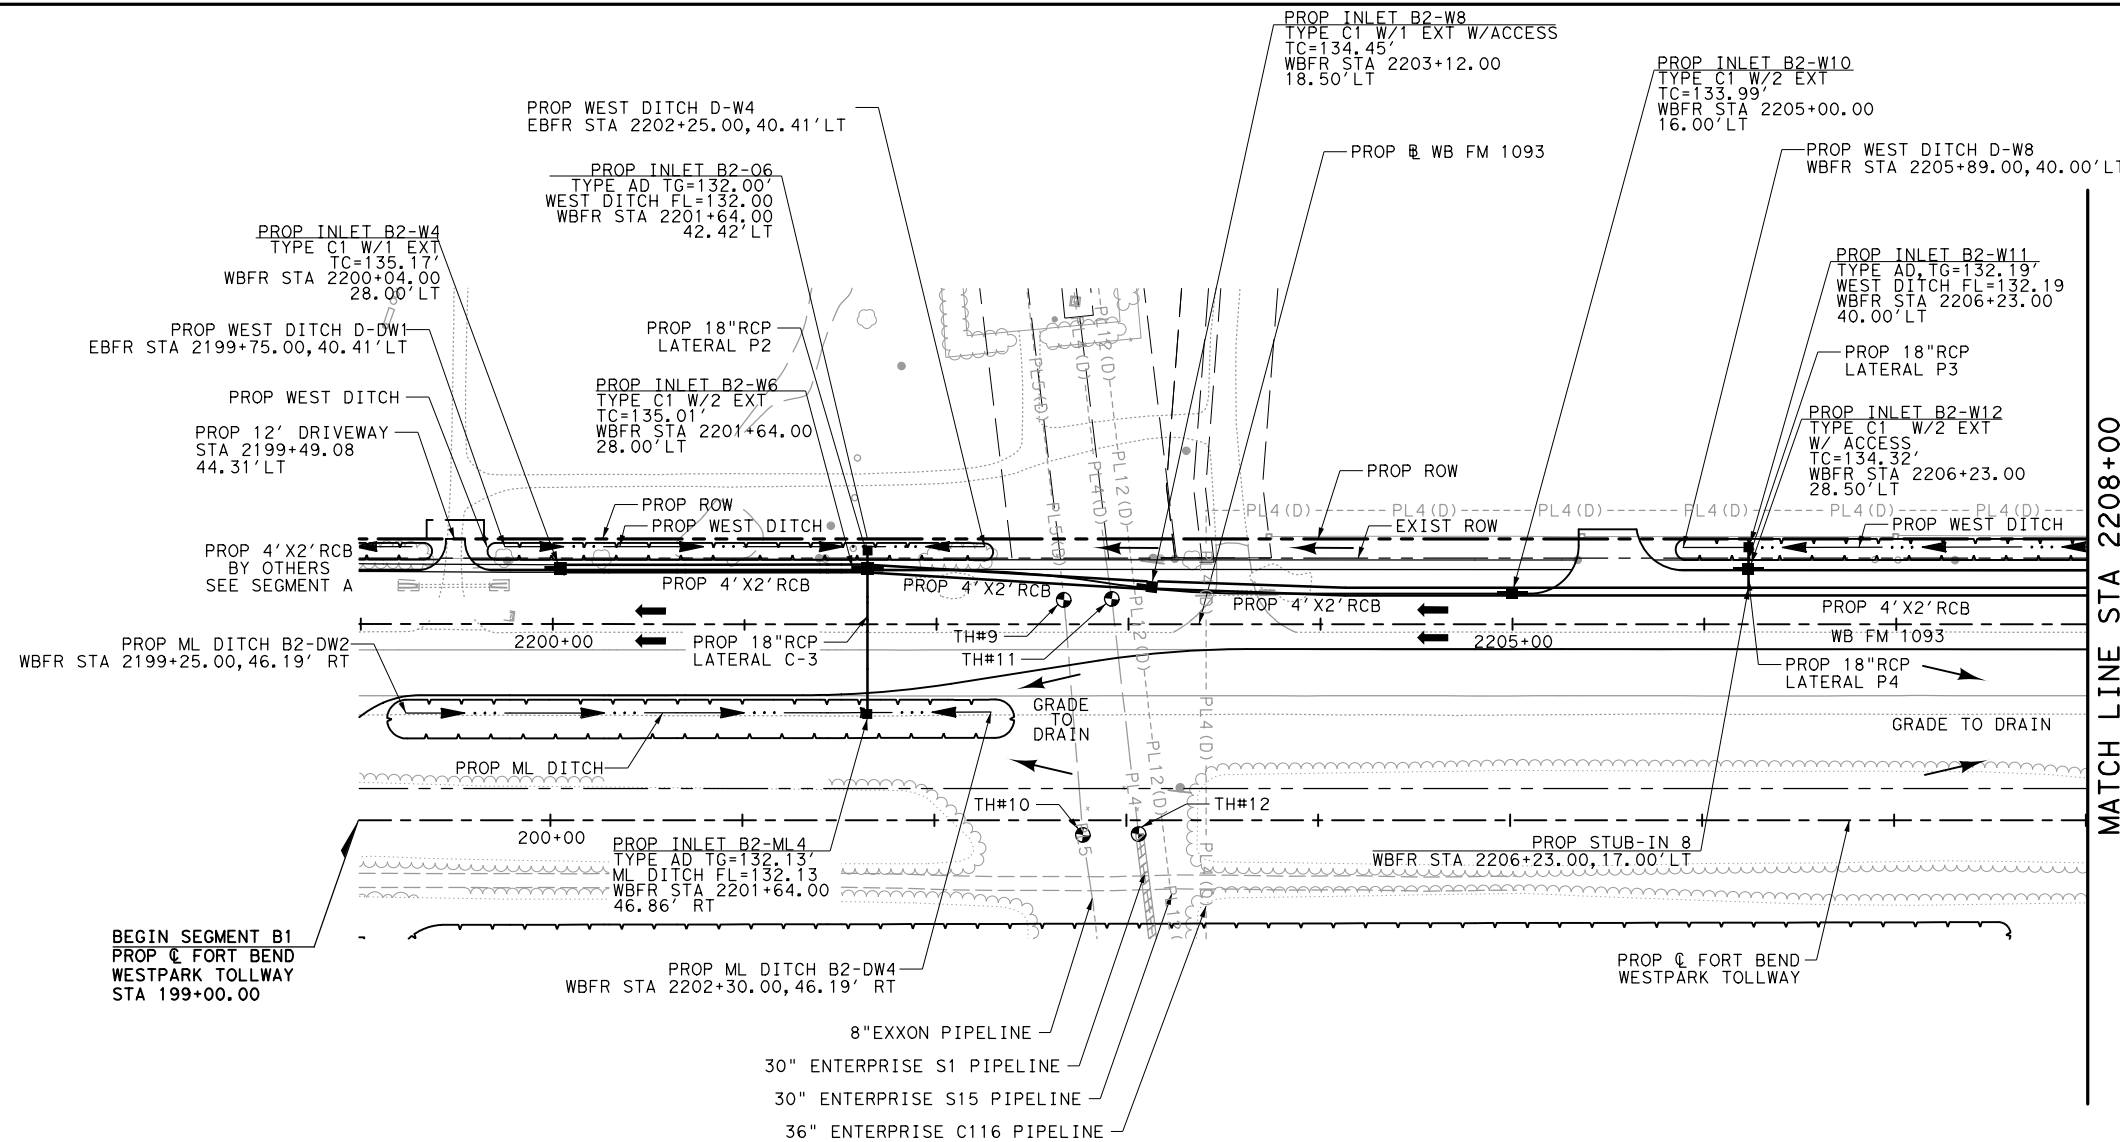 PROP INLET B2-W8
TYPE C1 W/1 EXT W/ACCESS
TC=134.45'
WBFR STA 2203+12.00
18.50'LT
PROP INLET B2-W10
TYPE C1 W/2 EXT
TC=133.99'
WBFR STA 2205+00.00
16.00'LT
PROP WEST DITCH D-W4
EBFR STA 2202+25.00,40.41'LT
PROP ℄ WB FM 1093
PROP WEST DITCH D-W8
WBFR STA 2205+89.00,40.00'LT
PROP INLET B2-06
TYPE AD TG=132.00'
WEST DITCH FL=132.00
WBFR STA 2201+64.00
42.42'LT
PROP INLET B2-W4
TYPE C1 W/1 EXT
TC=135.17'
WBFR STA 2200+04.00
28.00'LT
PROP INLET B2-W11
TYPE AD,TG=132.19'
WEST DITCH FL=132.19
WBFR STA 2206+23.00
40.00'LT
PROP WEST DITCH D-DW1
EBFR STA 2199+75.00,40.41'LT
PROP 18"RCP
LATERAL P2
PROP 18"RCP
LATERAL P3
PROP WEST DITCH
PROP INLET B2-W6
TYPE C1 W/2 EXT
TC=135.01'
WBFR STA 2201+64.00
28.00'LT
PROP INLET B2-W12
TYPE C1 W/2 EXT
W/ ACCESS
TC=134.32'
WBFR STA 2206+23.00
28.50'LT
PROP 12' DRIVEWAY
STA 2199+49.08
44.31'LT
PL5(D)
PL4(D)
PL12(D)
PL4(D)
PL12(D)
PL5(D)
PROP ROW
PROP ROW
PL4(D)
PL4(D)
PL4(D)
PL4(D)
PL4(D)
PL4(D)
PROP WEST DITCH
EXIST ROW
PROP WEST DITCH
MATCH LINE STA 2208+00
PROP 4'X2'RCB
BY OTHERS
SEE SEGMENT A
PROP 4'X2'RCB
PROP 4'X2'RCB
PROP 4'X2'RCB
PROP 4'X2'RCB
PL4(D)
PL12(D)
2200+00
2205+00
WB FM 1093
PROP ML DITCH B2-DW2
WBFR STA 2199+25.00,46.19' RT
PROP 18"RCP
LATERAL C-3
TH#9
TH#11
PROP 18"RCP
LATERAL P4
GRADE
TO
DRAIN
GRADE TO DRAIN
PL4(D)
PL12(D)
PL4
PROP ML DITCH
TH#10
TH#12
200+00
PROP INLET B2-ML4
TYPE AD TG=132.13'
ML DITCH FL=132.13
WBFR STA 2201+64.00
46.86' RT
PROP STUB-IN 8
WBFR STA 2206+23.00,17.00'LT
PL4(D)
BEGIN SEGMENT B1
PROP ℄ FORT BEND
WESTPARK TOLLWAY
STA 199+00.00
PROP ML DITCH B2-DW4
WBFR STA 2202+30.00,46.19' RT
PROP ℄ FORT BEND
WESTPARK TOLLWAY
8"EXXON PIPELINE
30" ENTERPRISE S1 PIPELINE
30" ENTERPRISE S15 PIPELINE
36" ENTERPRISE C116 PIPELINE